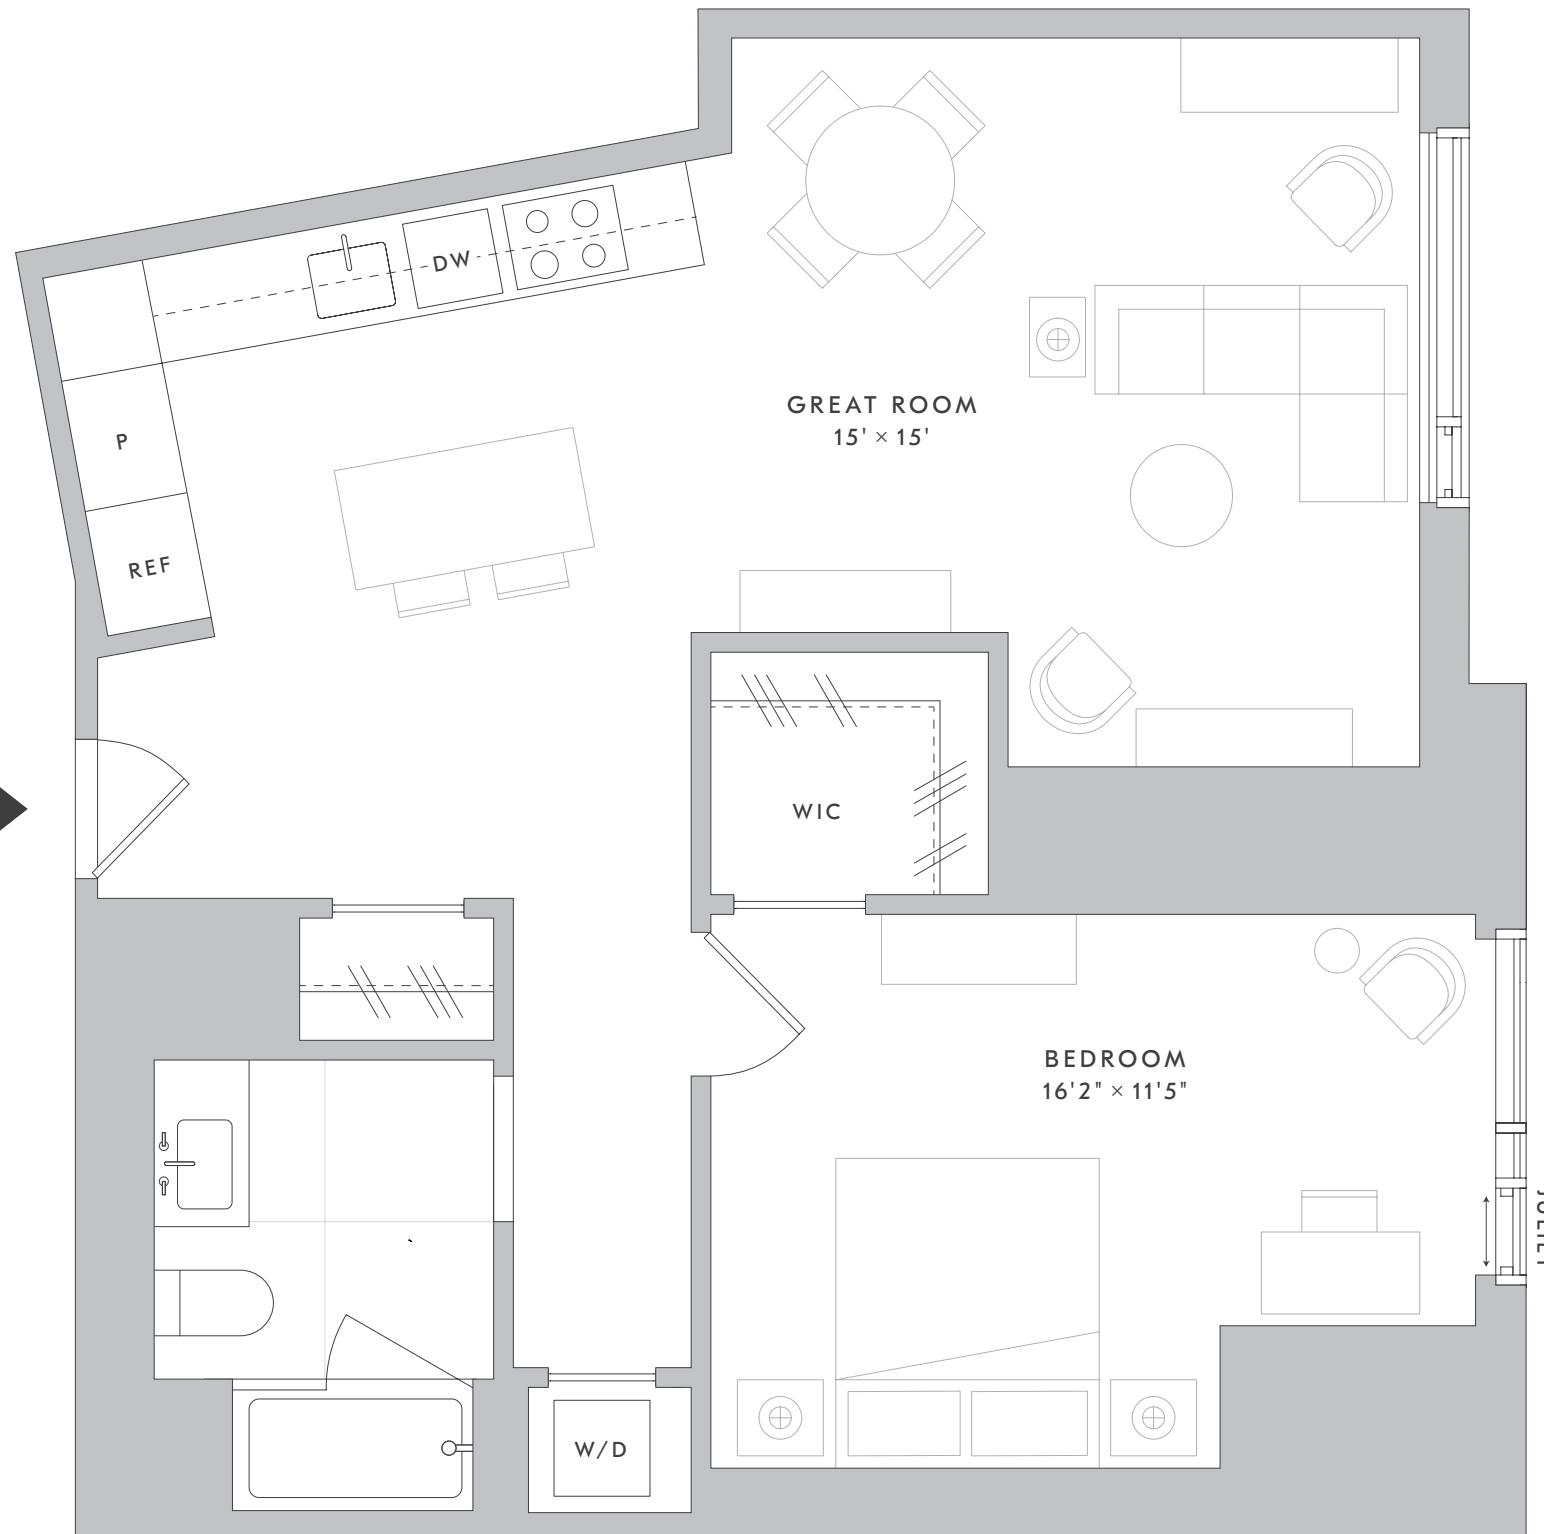 DW
GREAT ROOM
15' × 15'
P
REF
WIC
BEDROOM
16'2" × 11'5"
W/D